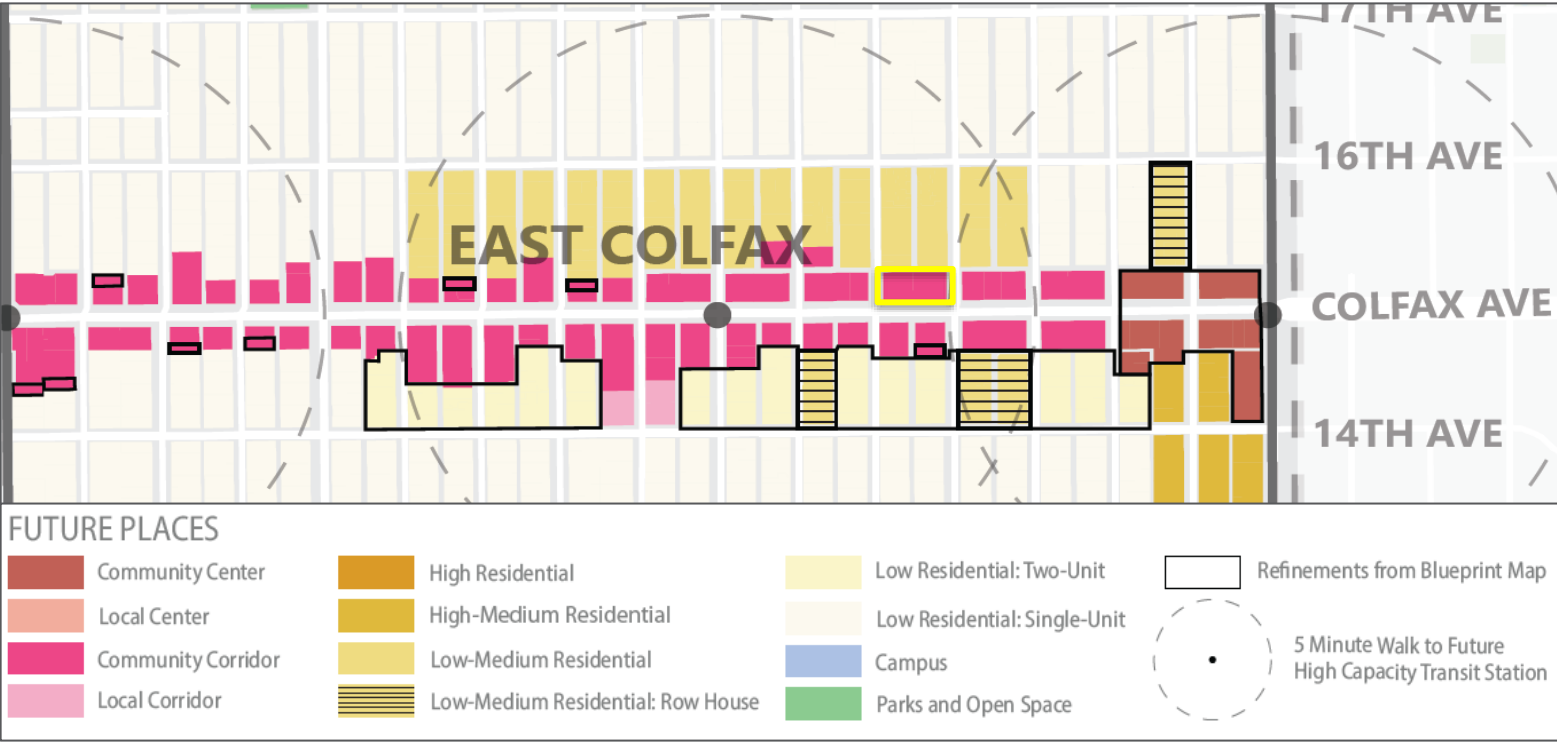 17TH AVE
16TH AVE
EAST COLFAX
COLFAX AVE
14TH AVE
FUTURE PLACES
Community Center
Local Center
Community Corridor
Local Corridor
High Residential
High-Medium Residential
Low-Medium Residential
Low-Medium Residential: Row House
Low Residential: Two-Unit
Low Residential: Single-Unit
Campus
Parks and Open Space
Refinements from Blueprint Map
5 Minute Walk to Future
High Capacity Transit Station